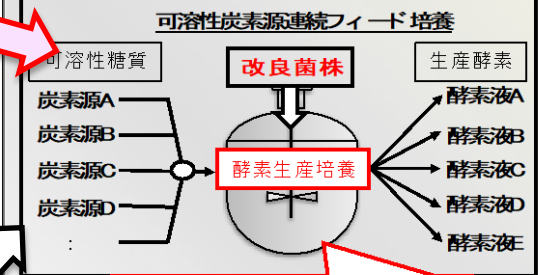 可溶性炭素源連続フィード培養
可溶性糖質
改良菌株
生産酵素
炭素源A
炭素源B
炭素源C
炭素源D
:
酵素生産培養
酵素液A
酵素液B
酵素液C
酵素液D
酵素液E